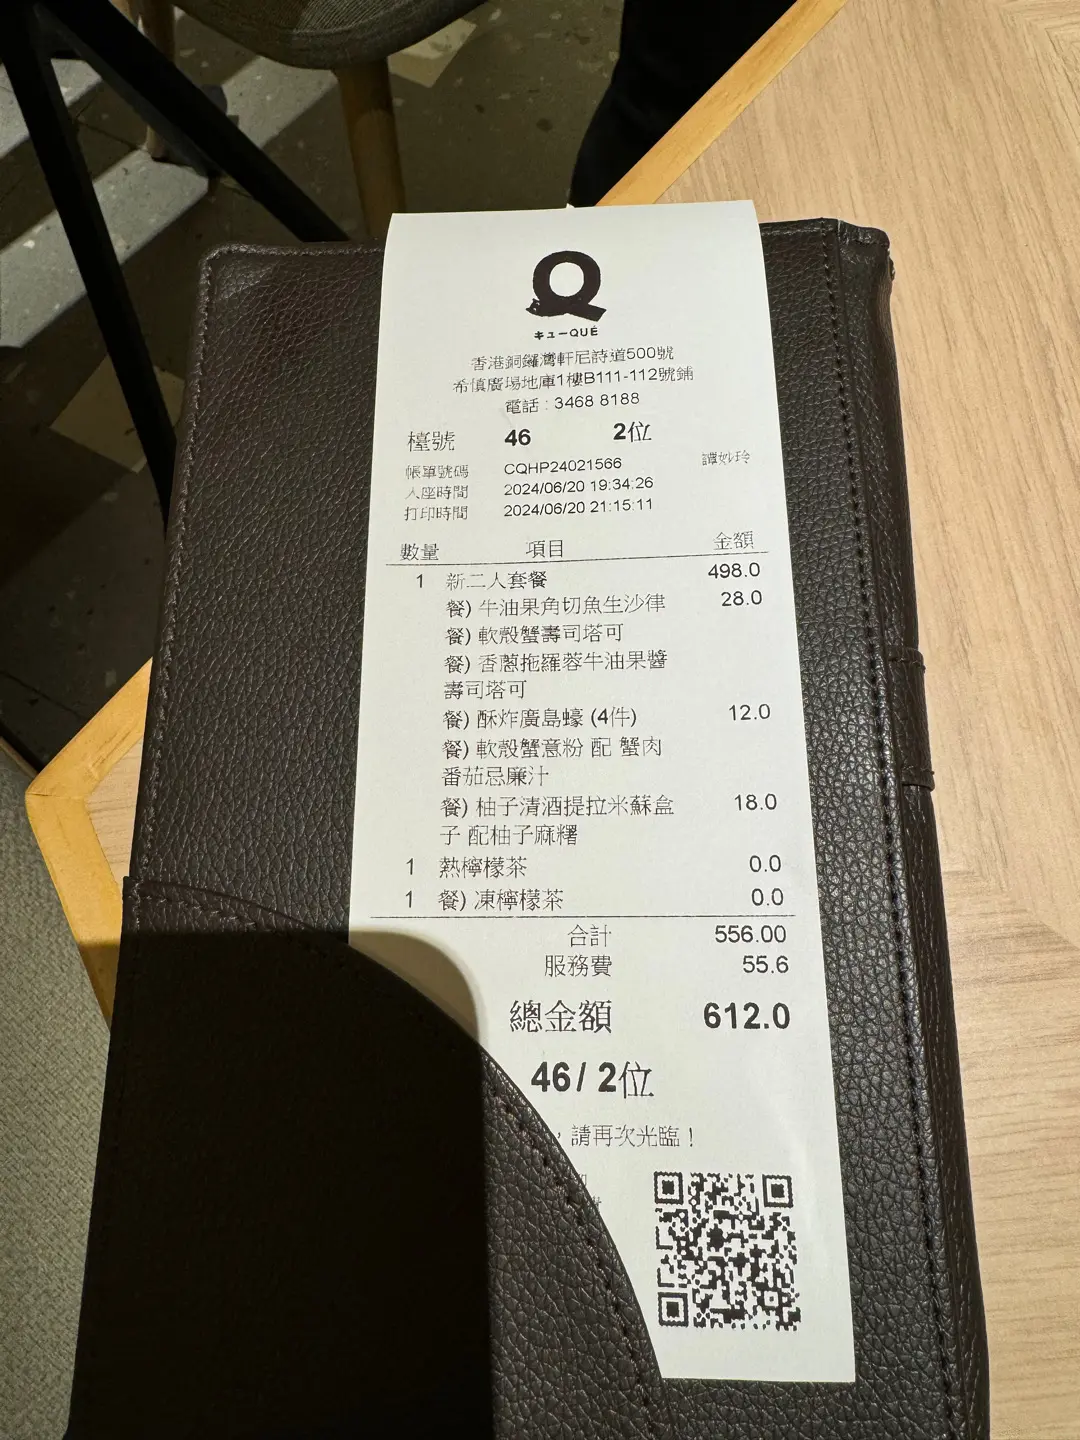 Q
キューQUÉ
香港銅鑼灣軒尼詩道500號
希慎廣場地庫1樓B111-112號鋪
電話 : 3468 8188
檯號 46 2位
帳單號碼 CQHP24021566 譚妙玲
入座時間 2024/06/20 19:34:26
打印時間 2024/06/20 21:15:11
數量 項目 金額
1 新二人套餐 498.0
餐) 牛油果角切魚生沙律 28.0
餐) 軟殼蟹壽司塔可
餐) 香蔥拖羅蓉牛油果醬
壽司塔可
餐) 酥炸廣島蠔 (4件) 12.0
餐) 軟殼蟹意粉 配 蟹肉
番茄忌廉汁
餐) 柚子清酒提拉米蘇盒 18.0
子 配柚子麻糬
1 熱檸檬茶 0.0
1 餐) 凍檸檬茶 0.0
合計 556.00
服務費 55.6
總金額 612.0
46/ 2位
, 請再次光臨！